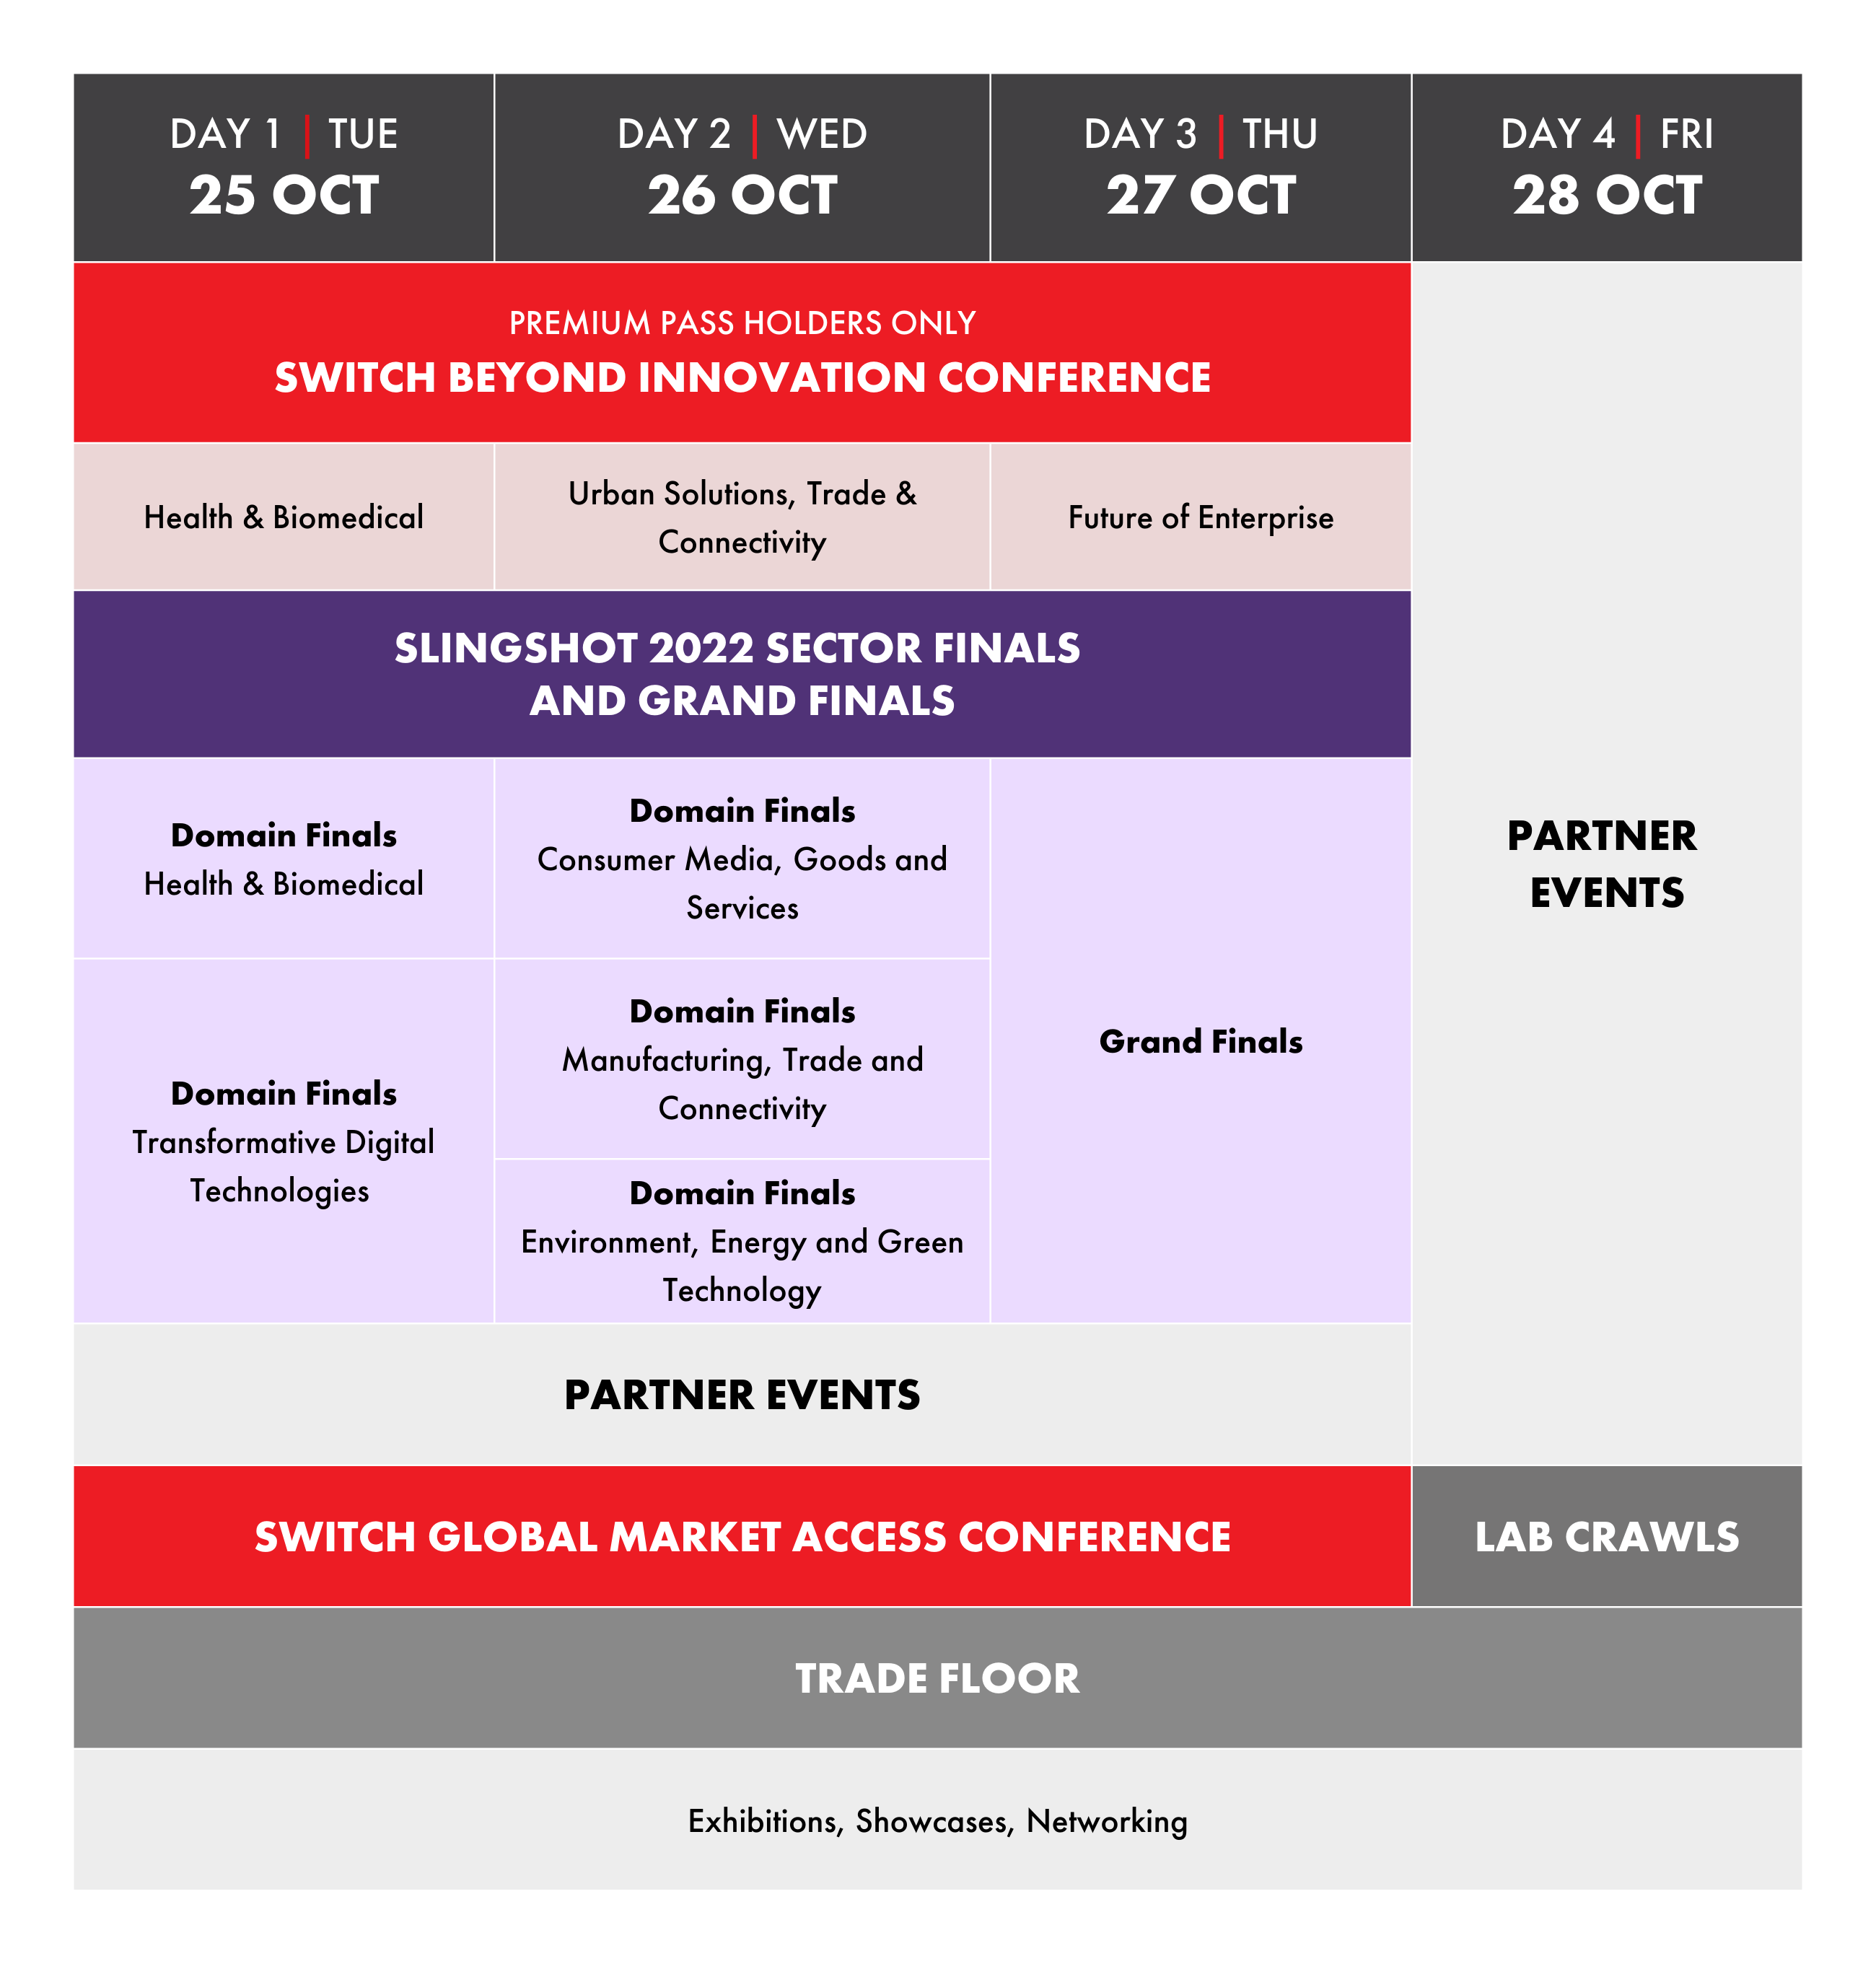 DAY 1 | TUE
25 OCT
DAY 2 | WED
26 OCT
DAY 3 | THU
27 OCT
DAY 4 | FRI
28 OCT
PREMIUM PASS HOLDERS ONLY
SWITCH BEYOND INNOVATION CONFERENCE
Health & Biomedical
Urban Solutions, Trade &
Connectivity
Future of Enterprise
SLINGSHOT 2022 SECTOR FINALS
AND GRAND FINALS
Domain Finals
Health & Biomedical
Domain Finals
Consumer Media, Goods and
Services
Domain Finals
Transformative Digital
Technologies
Domain Finals
Manufacturing, Trade and
Connectivity
Domain Finals
Environment, Energy and Green
Technology
Grand Finals
PARTNER
EVENTS
PARTNER EVENTS
SWITCH GLOBAL MARKET ACCESS CONFERENCE
LAB CRAWLS
TRADE FLOOR
Exhibitions, Showcases, Networking